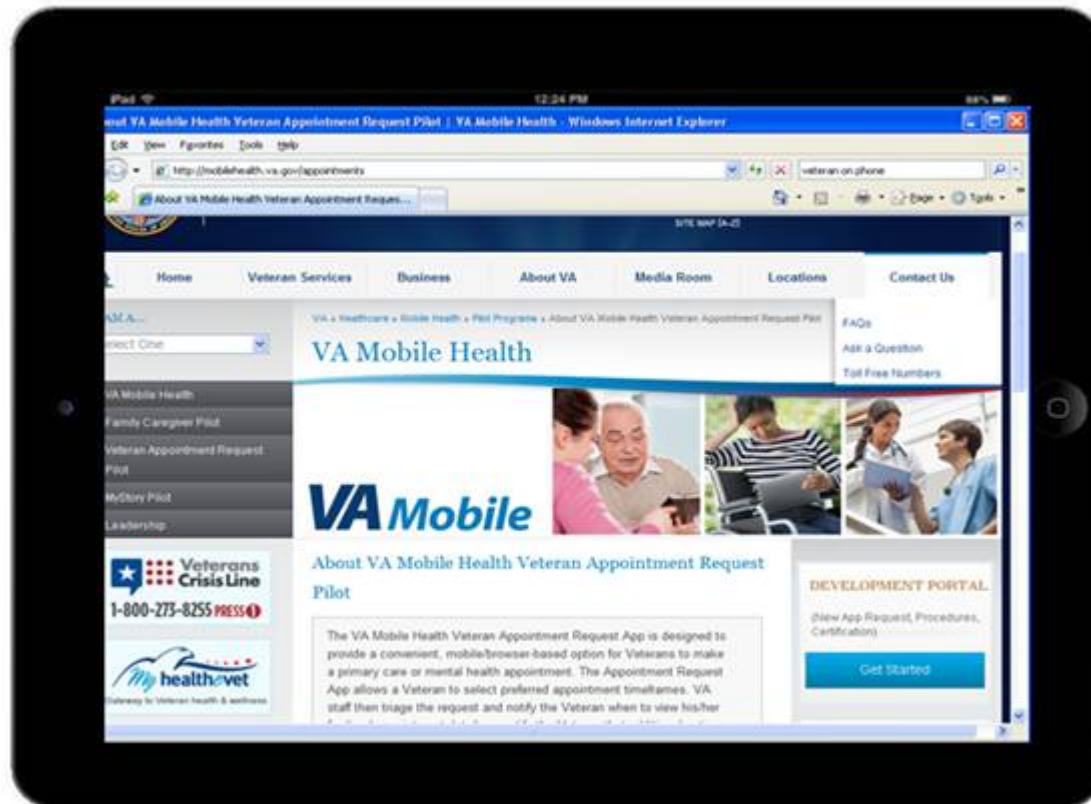 iPad
12:24 PM
88%
out VA Mobile Health Veteran Appointment Request Pilot | VA Mobile Health - Windows Internet Explorer
Edit View Favorites Tools Help
http://mobilehealth.va.gov/appointments
veteran on phone
About VA Mobile Health Veteran Appointment Reques...
Page Tools
SITE MAP [A-Z]
Home Veteran Services Business About VA Media Room Locations Contact Us
FAQs
Ask a Question
Toll Free Numbers
AM A...
elect One
VA » Healthcare » Mobile Health » Pilot Programs » About VA Mobile Health Veteran Appointment Request Pilot
VA Mobile Health
VA Mobile Health
Family Caregiver Pilot
Veteran Appointment Request
Pilot
MyStory Pilot
Leadership
VA Mobile
Veterans
Crisis Line
1-800-273-8255 PRESS 1
My healthevet
Gateway to Veteran health & wellness
About VA Mobile Health Veteran Appointment Request
Pilot
The VA Mobile Health Veteran Appointment Request App is designed to
provide a convenient, mobile/browser-based option for Veterans to make
a primary care or mental health appointment. The Appointment Request
App allows a Veteran to select preferred appointment timeframes. VA
staff then triage the request and notify the Veteran when to view his/her
DEVELOPMENT PORTAL
(New App Request, Procedures,
Certification)
Get Started